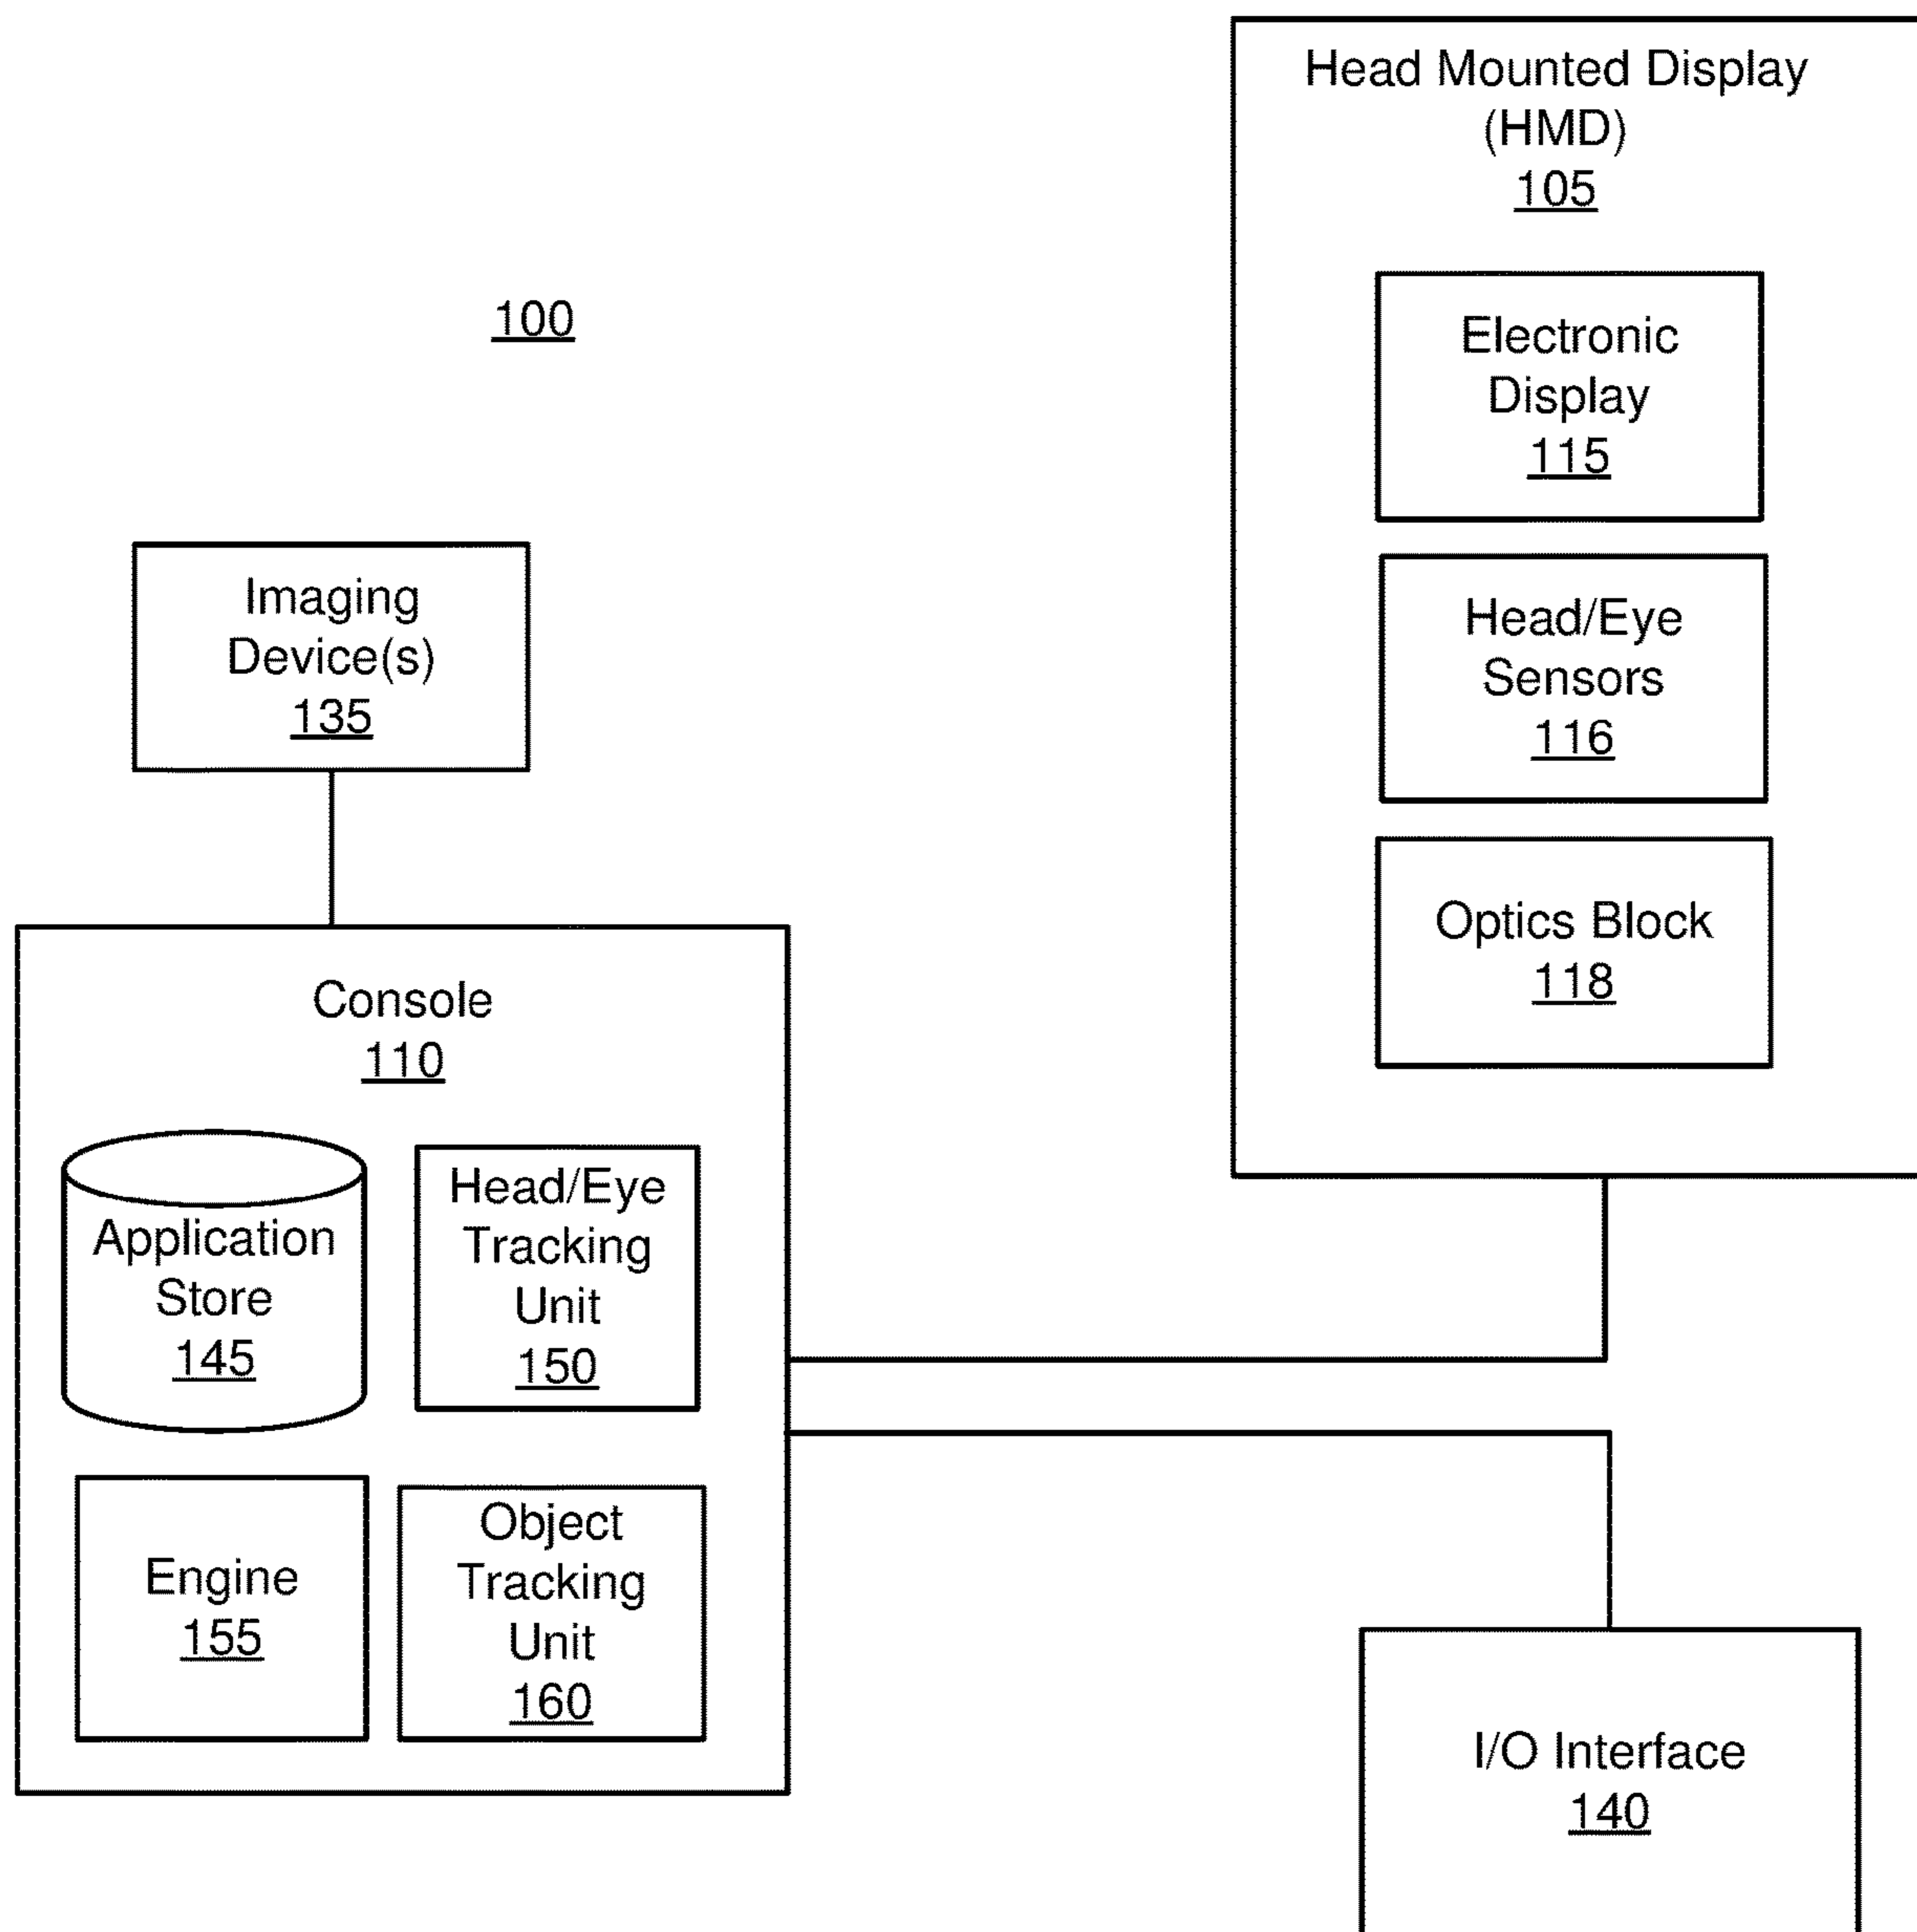 100
Imaging
Device(s)
135
Console
110
Application
Store
145
Head/Eye
Tracking
Unit
150
Engine
155
Object
Tracking
Unit
160
Head Mounted Display
(HMD)
105
Electronic
Display
115
Head/Eye
Sensors
116
Optics Block
118
I/O Interface
140